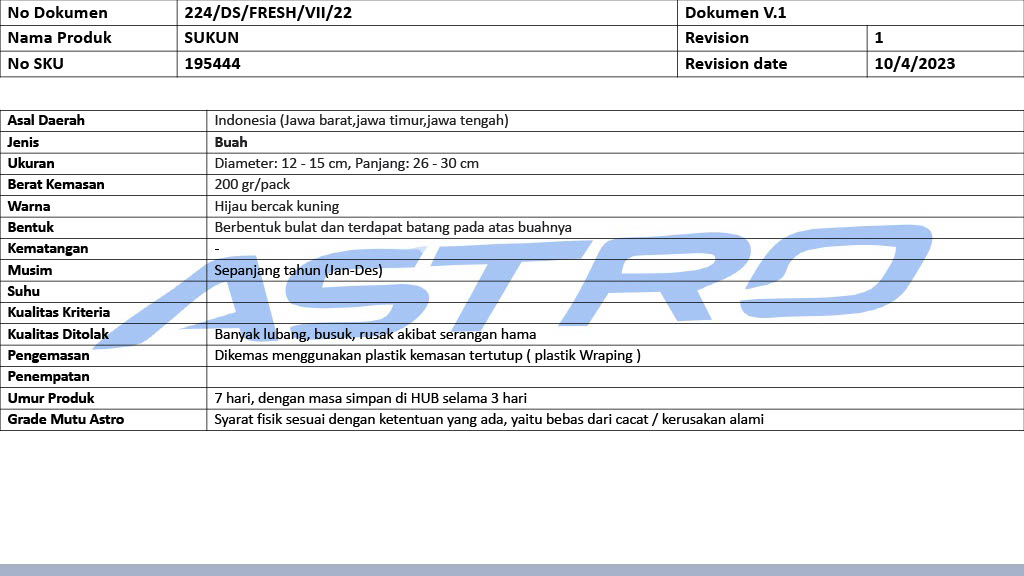 No Dokumen 224/DS/FRESH/VII/22 Dokumen V.1
Nama Produk SUKUN Revision 1
No SKU 195444 Revision date 10/4/2023
Asal Daerah Indonesia (Jawa barat,jawa timur,jawa tengah)
Jenis Buah
Ukuran Diameter: 12 - 15 cm, Panjang: 26 - 30 cm
Berat Kemasan 200 gr/pack
Warna Hijau bercak kuning
Bentuk Berbentuk bulat dan terdapat batang pada atas buahnya
Kematangan -
Musim Sepanjang tahun (Jan-Des)
Suhu
Kualitas Kriteria
Kualitas Ditolak Banyak lubang, busuk, rusak akibat serangan hama
Pengemasan Dikemas menggunakan plastik kemasan tertutup ( plastik Wraping )
Penempatan
Umur Produk 7 hari, dengan masa simpan di HUB selama 3 hari
Grade Mutu Astro Syarat fisik sesuai dengan ketentuan yang ada, yaitu bebas dari cacat / kerusakan alami
ASTRO